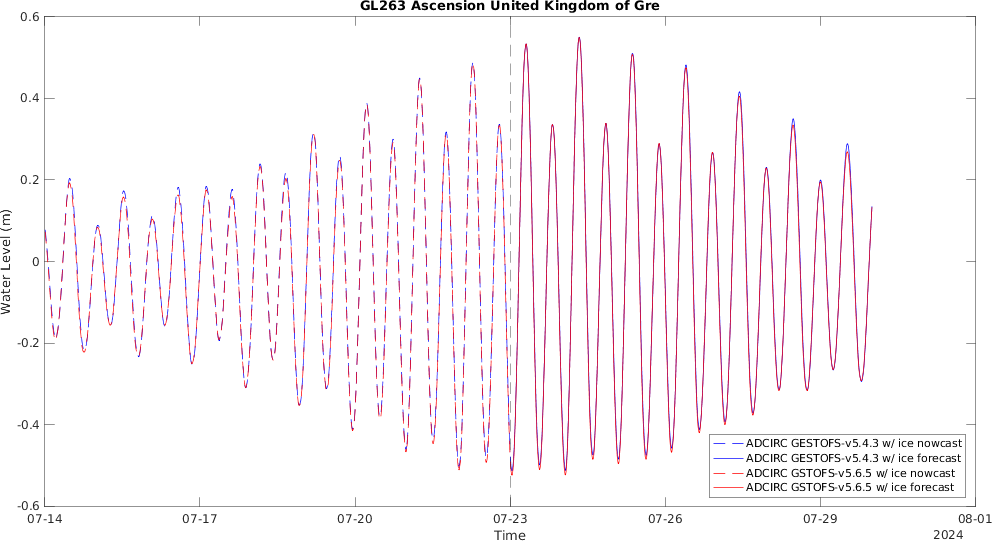 GL263 Ascension United Kingdom of Gre
0.6
0.4
0.2
0
-0.2
-0.4
-0.6
Water Level (m)
ADCIRC GESTOFS-v5.4.3 w/ ice nowcast
ADCIRC GESTOFS-v5.4.3 w/ ice forecast
ADCIRC GSTOFS-v5.6.5 w/ ice nowcast
ADCIRC GSTOFS-v5.6.5 w/ ice forecast
07-14 07-17 07-20 07-23 07-26 07-29 08-01
Time
2024